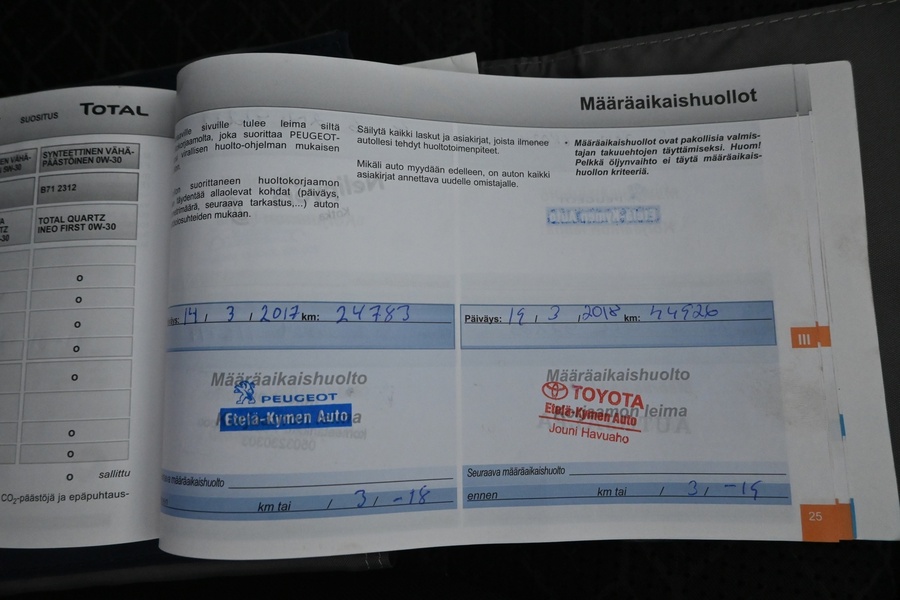 SUOSITUS TOTAL
SYNTEETTINEN VÄHÄ-
PÄÄSTÖINEN 0W-30
B71 2312
TOTAL QUARTZ
INEO FIRST 0W-30
o
o
o
o
o
o
o
o sallittu
CO2-päästöjä ja epäpuhtaus-
Määräaikaishuollot
sivuille tulee leima siltä
joka suorittaa PEUGEOT-
virallisen huolto-ohjelman mukaisen
suorittaneen huoltokorjaamon
allaolevat kohdat (päiväys,
seuraava tarkastus,...) auton
mukaan.
Säilytä kaikki laskut ja asiakirjat, joista ilmenee
autollesi tehdyt huoltotoimenpiteet.
Mikäli auto myydään edelleen, on auton kaikki
asiakirjat annettava uudelle omistajalle.
• Määräaikaishuollot ovat pakollisia valmis-
tajan takuuehtojen täyttämiseksi. Huom!
Pelkkä öljynvaihto ei täytä määräaikais-
huollon kriteeriä.
14, 3, 2017 km: 24783
Määräaikaishuolto
PEUGEOT
Etelä-Kymen Auto
määräaikaishuolto
km tai / 3, -18
Päiväys: 19, 3, 2018 km: 44926
Määräaikaishuolto
TOYOTA
Etelä-Kymen Auto
Korjaamon leima
Jouni Havuaho
Seuraava määräaikaishuolto
ennen km tai / 3, -19
III
25